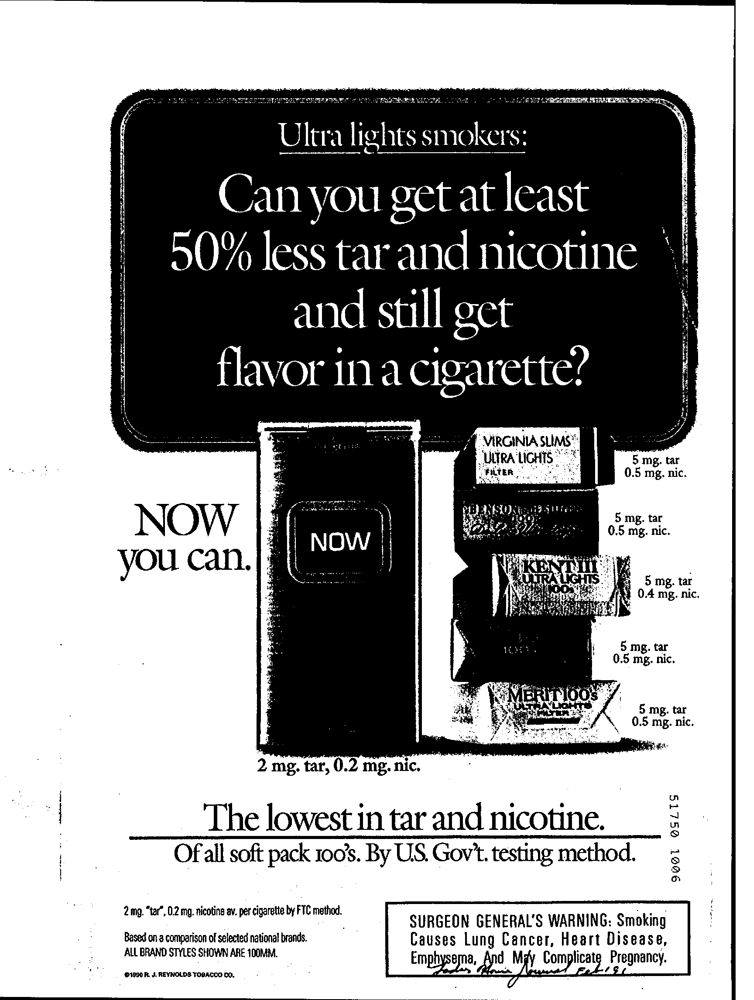 Ultra lights smokers:
Can you get at least
50% less tar and nicotine
and still get
flavor in a cigarette?
NOW
you can.
NOW
VIRGINIA SLIMS
ULTRA LIGHTS
FILTER
5 mg. tar
0.5 mg. nic.
BENSON
5 mg. tar
0.5 mg. nic.
KENT III
ULTRA LIGHTS
100s
5 mg. tar
0.4 mg. nic.
100s
5 mg. tar
0.5 mg. nic.
MERIT 100s
ULTRA LIGHTS
FILTER
5 mg. tar
0.5 mg. nic.
2 mg. tar, 0.2 mg. nic.
The lowest in tar and nicotine.
Of all soft pack 100's. By U.S. Gov't. testing method.
51750 1006
2 mg. "tar", 0.2 mg. nicotine av. per cigarette by FTC method.
Based on a comparison of selected national brands.
ALL BRAND STYLES SHOWN ARE 100MM.
©1990 R. J. REYNOLDS TOBACCO CO.
SURGEON GENERAL'S WARNING: Smoking
Causes Lung Cancer, Heart Disease,
Emphysema, And May Complicate Pregnancy.
Ladies Home Journal Feb '91